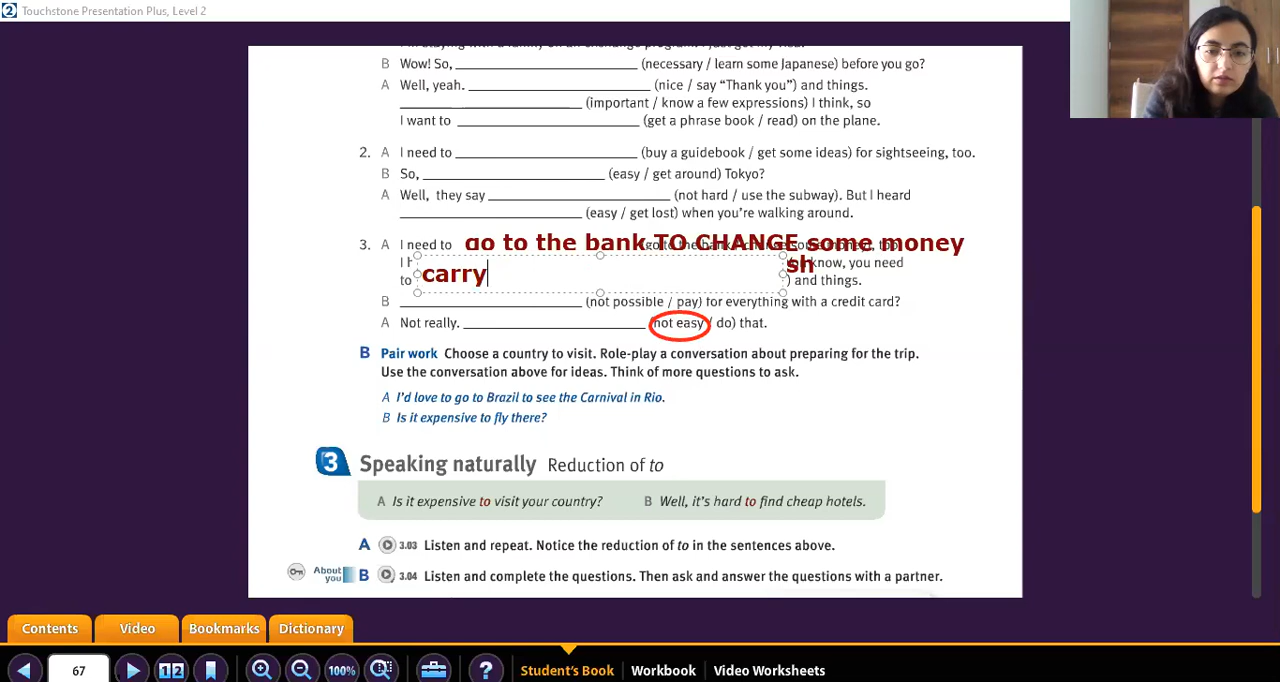 Touchstone Presentation Plus, Level 2
B Wow! So, (necessary / learn some Japanese) before you go?
A Well, yeah. (nice / say “Thank you”) and things.
(important / know a few expressions) I think, so
I want to (get a phrase book / read) on the plane.
2. A I need to (buy a guidebook / get some ideas) for sightseeing, too.
B So, (easy / get around) Tokyo?
A Well, they say (not hard / use the subway). But I heard
(easy / get lost) when you’re walking around.
3. A I need to go to the bank TO CHANGE some money
know, you need
sh
to carry ) and things.
B (not possible / pay) for everything with a credit card?
A Not really. (not easy / do) that.
B Pair work Choose a country to visit. Role-play a conversation about preparing for the trip.
Use the conversation above for ideas. Think of more questions to ask.
A I’d love to go to Brazil to see the Carnival in Rio.
B Is it expensive to fly there?
3 Speaking naturally Reduction of to
A Is it expensive to visit your country? B Well, it’s hard to find cheap hotels.
A 3.03 Listen and repeat. Notice the reduction of to in the sentences above.
About you B 3.04 Listen and complete the questions. Then ask and answer the questions with a partner.
Contents Video Bookmarks Dictionary
67 1 2 100% ? Student's Book Workbook Video Worksheets